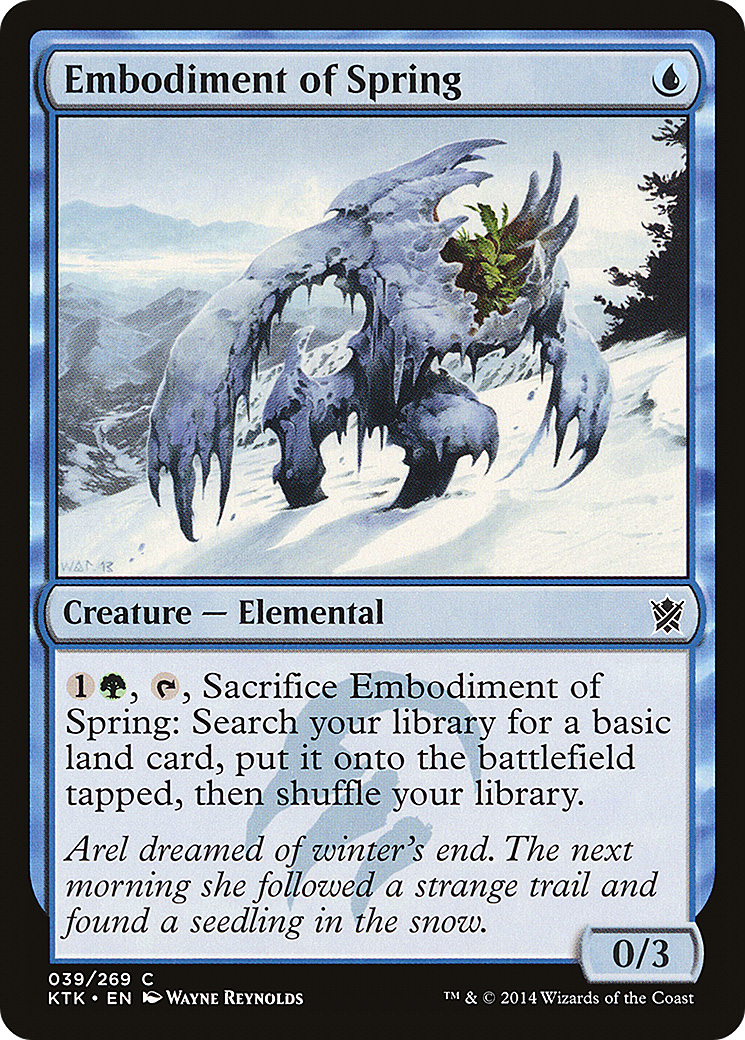 Embodiment of Spring
Creature — Elemental
1, , Sacrifice Embodiment of
Spring: Search your library for a basic
land card, put it onto the battlefield
tapped, then shuffle your library.
Arel dreamed of winter's end. The next
morning she followed a strange trail and
found a seedling in the snow.
0/3
039/269 C
KTK • EN Wayne Reynolds
™ & © 2014 Wizards of the Coast